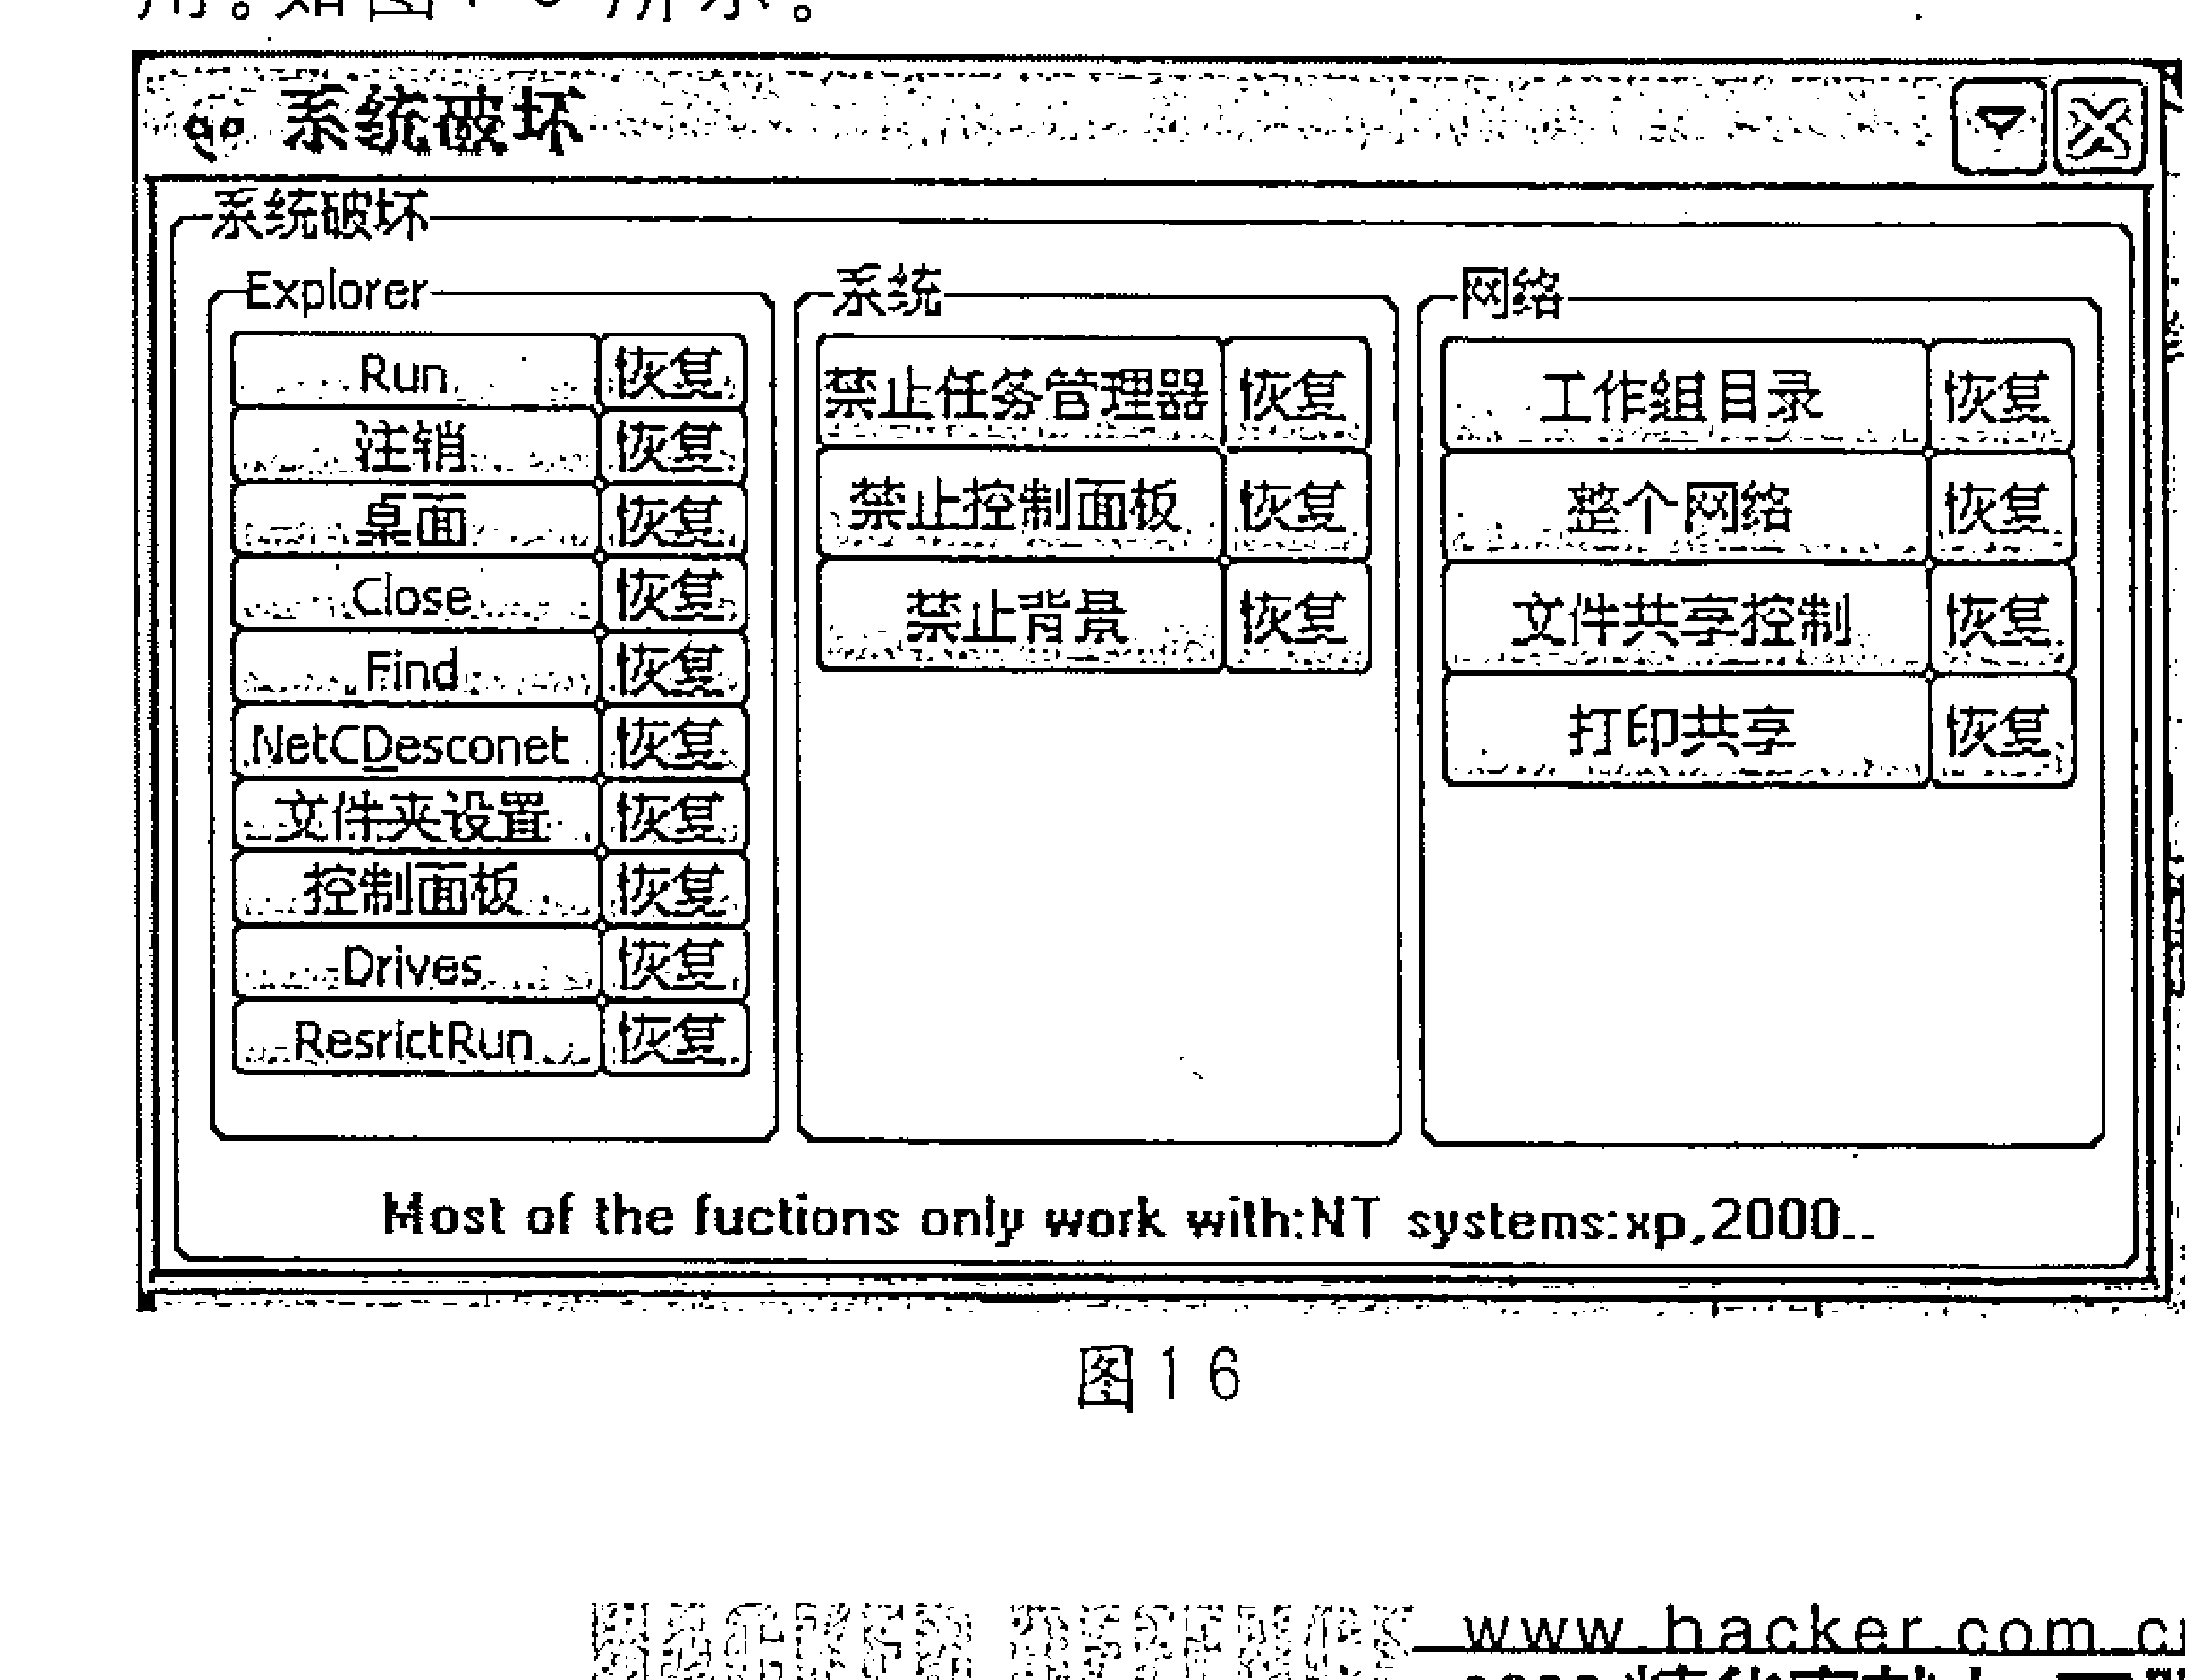 系统破坏
系统破坏
Explorer
Run 恢复
注销 恢复
桌面 恢复
Close 恢复
Find 恢复
NetCDesconet 恢复
文件夹设置 恢复
控制面板 恢复
Drives 恢复
ResrictRun 恢复
系统
禁止任务管理器 恢复
禁止控制面板 恢复
禁止背景 恢复
网络
工作组目录 恢复
整个网络 恢复
文件共享控制 恢复
打印共享 恢复
Most of the fuctions only work with:NT systems:xp,2000..
图16
www.hacker.com.cn